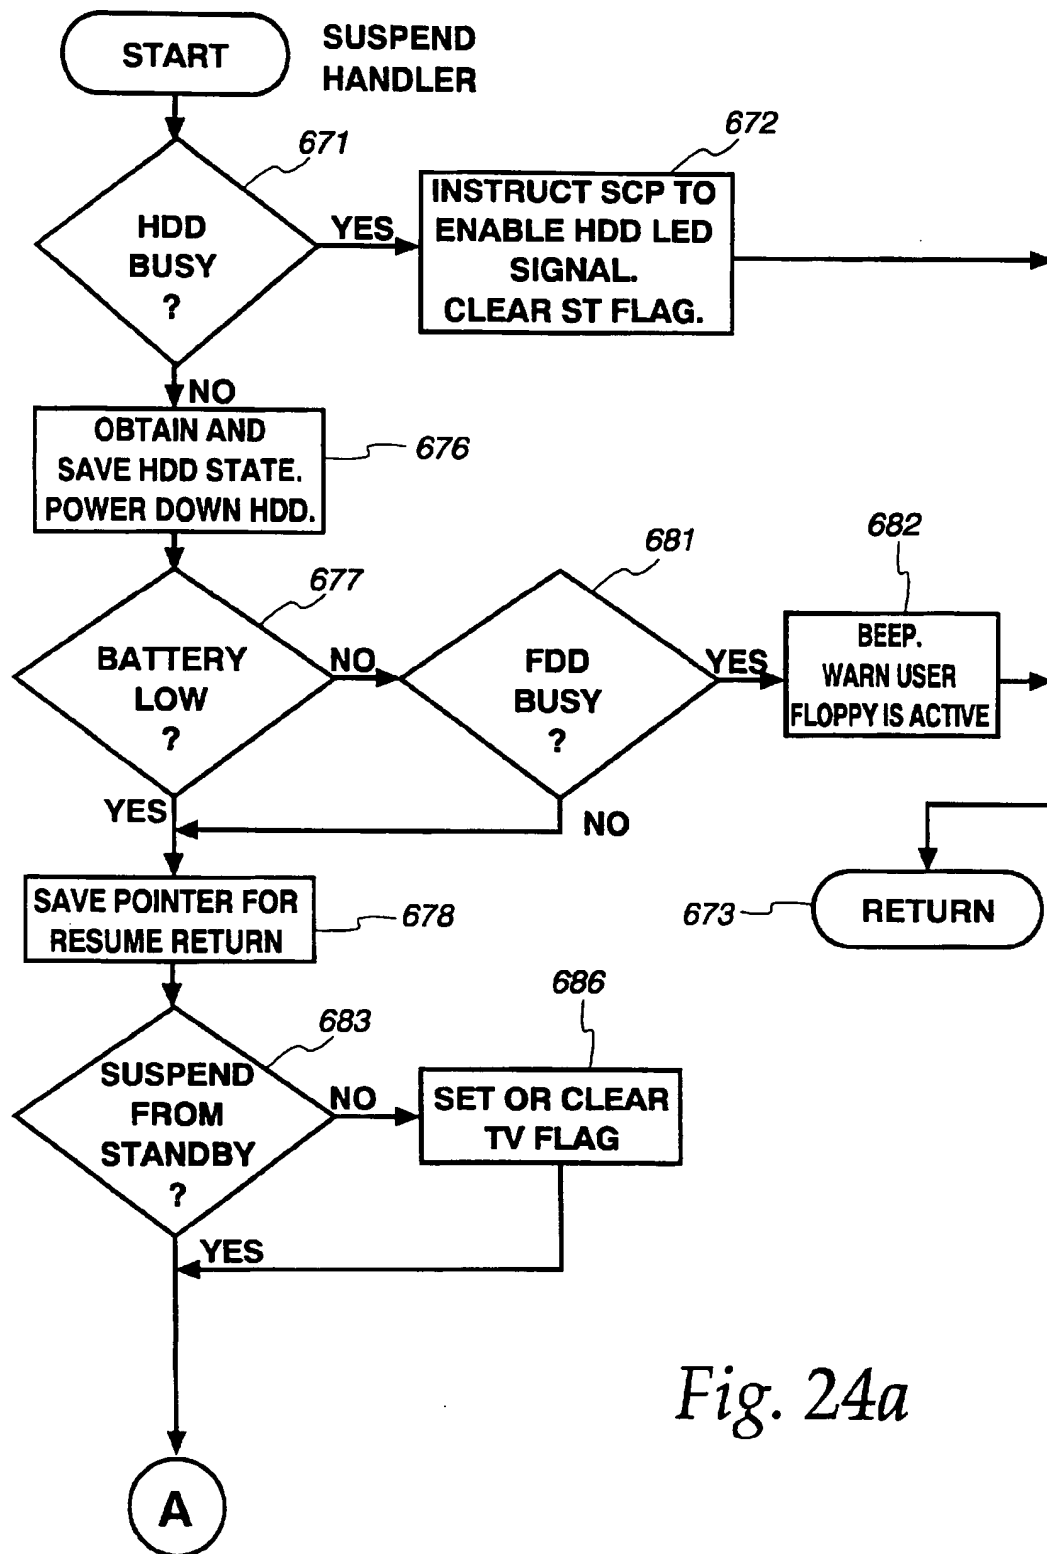 START
SUSPEND
HANDLER
671
HDD
BUSY
?
YES
672
INSTRUCT SCP TO
ENABLE HDD LED
SIGNAL.
CLEAR ST FLAG.
NO
OBTAIN AND
SAVE HDD STATE.
POWER DOWN HDD.
676
677
BATTERY
LOW
?
NO
681
FDD
BUSY
?
YES
682
BEEP.
WARN USER
FLOPPY IS ACTIVE
YES
NO
SAVE POINTER FOR
RESUME RETURN
678
673
RETURN
683
SUSPEND
FROM
STANDBY
?
NO
686
SET OR CLEAR
TV FLAG
YES
A
Fig. 24a